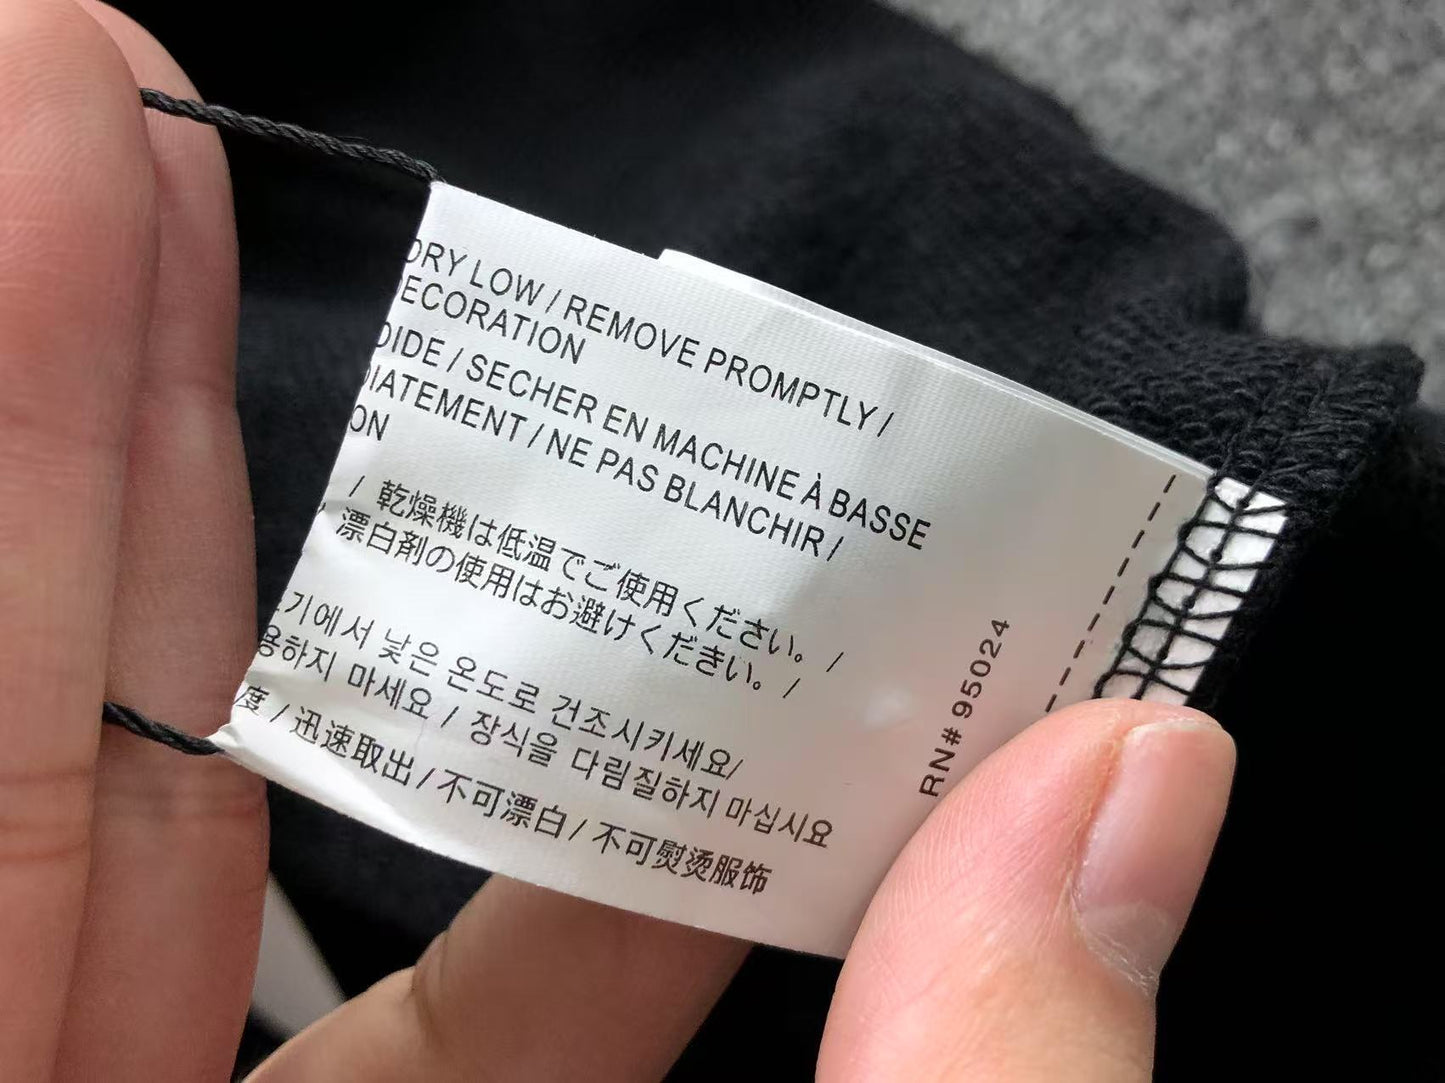 DRY LOW / REMOVE PROMPTLY /
DECORATION
OIDE / SECHER EN MACHINE À BASSE
DIATEMENT / NE PAS BLANCHIR /
ON
/ 乾燥機は低温でご使用ください。 /
漂白剤の使用はお避けください。 /
기에서 낮은 온도로 건조시키세요/
용하지 마세요 / 장식을 다림질하지 마십시요
度 / 迅速取出 / 不可漂白 / 不可熨烫服饰
RN# 95024